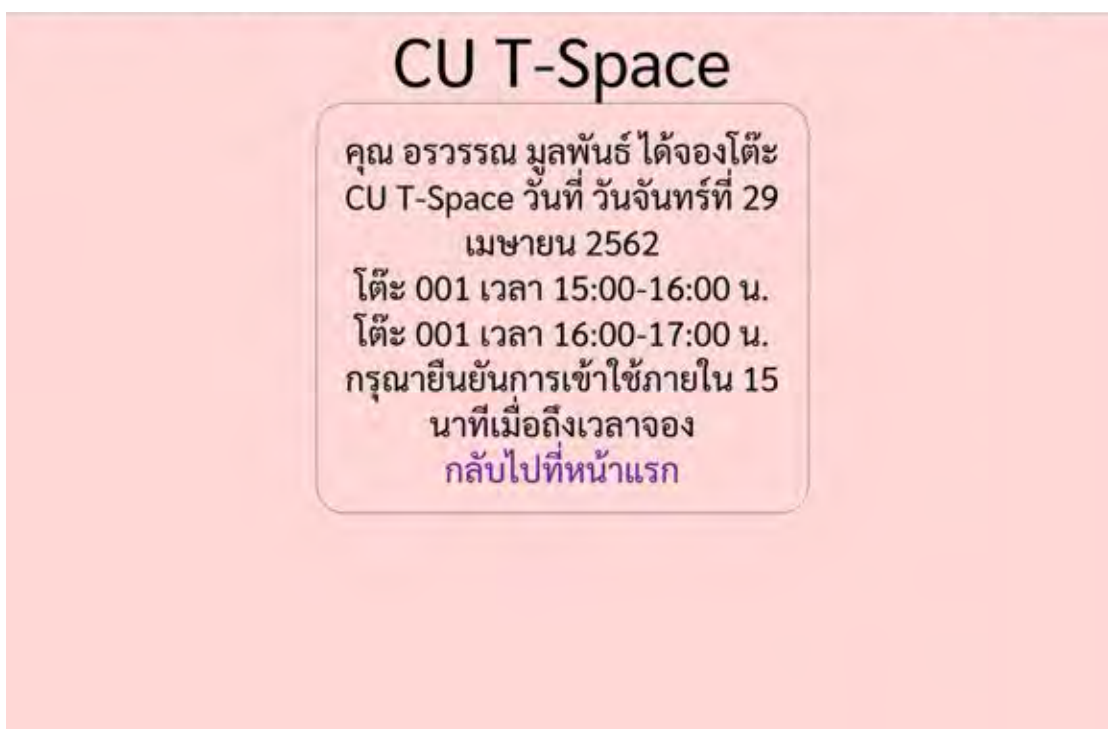 CU T-Space
คุณ อรวรรณ มูลพันธ์ ได้จองโต๊ะ
CU T-Space วันที่ วันจันทร์ที่ 29
เมษายน 2562
โต๊ะ 001 เวลา 15:00-16:00 น.
โต๊ะ 001 เวลา 16:00-17:00 น.
กรุณายืนยันการเข้าใช้ภายใน 15
นาทีเมื่อถึงเวลาจอง
กลับไปที่หน้าแรก